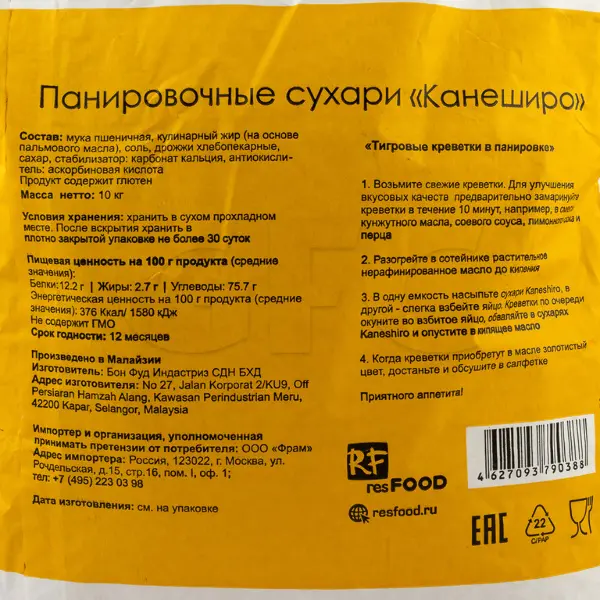 Панировочные сухари «Канеширо»
Состав: мука пшеничная, кулинарный жир (на основе
пальмового масла), соль, дрожжи хлебопекарные,
сахар, стабилизатор: карбонат кальция, антиокисли-
тель: аскорбиновая кислота
Продукт содержит глютен
Масса нетто: 10 кг
Условия хранения: хранить в сухом прохладном
месте. После вскрытия хранить в
плотно закрытой упаковке не более 30 суток
Пищевая ценность на 100 г продукта (средние
значения):
Белки:12.2 г | Жиры: 2.7 г | Углеводы: 75.7 г
Энергетическая ценность на 100 г продукта (средние
значения): 376 Ккал/ 1580 кДж
Не содержит ГМО
Срок годности: 12 месяцев
Произведено в Малайзии
Изготовитель: Бон Фуд Индастриз СДН БХД
Адрес изготовителя: No 27, Jalan Korporat 2/KU9, Off
Persiaran Hamzah Alang, Kawasan Perindustrian Meru,
42200 Kapar, Selangor, Malaysia
Импортер и организация, уполномоченная
принимать претензии от потребителя: ООО «Фрам»
Адрес импортера: Россия, 123022, г. Москва, ул.
Рочдельская, д.15, стр.16, пом. I, оф. 1;
тел: +7 (495) 223 03 98
Дата изготовления: см. на упаковке
«Тигровые креветки в панировке»
1. Возьмите свежие креветки. Для улучшения
вкусовых качеств предварительно замаринуйте
креветки в течение 10 минут, например, в смеси
кунжутного масла, соевого соуса, лимонного сока и
перца
2. Разогрейте в сотейнике растительное
нерафинированное масло до кипения
3. В одну емкость насыпьте сухари Kaneshiro, в
другой - слегка взбейте яйцо. Креветки по очереди
окуните во взбитое яйцо, обваляйте в сухарях
Kaneshiro и опустите в кипящее масло
4. Когда креветки приобретут в масле золотистый
цвет, достаньте и обсушите в салфетке
Приятного аппетита!
RF
resFOOD
resfood.ru
4 627093 790388
EAC
22
C/PAP